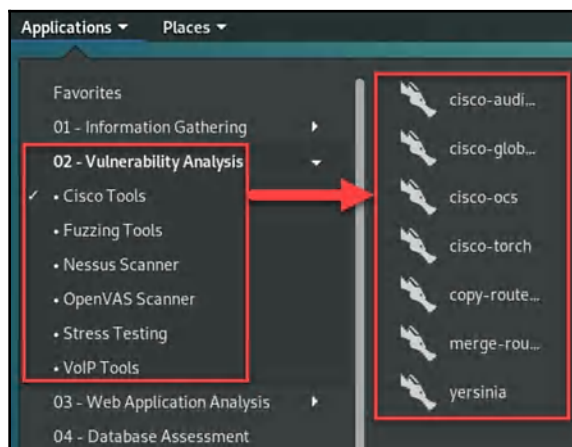 Applications Places
Favorites
01 - Information Gathering
02 - Vulnerability Analysis
✓ • Cisco Tools
• Fuzzing Tools
• Nessus Scanner
• OpenVAS Scanner
• Stress Testing
• VoIP Tools
03 - Web Application Analysis
04 - Database Assessment
cisco-audi...
cisco-glob...
cisco-ocs
cisco-torch
copy-route...
merge-rou...
yersinia